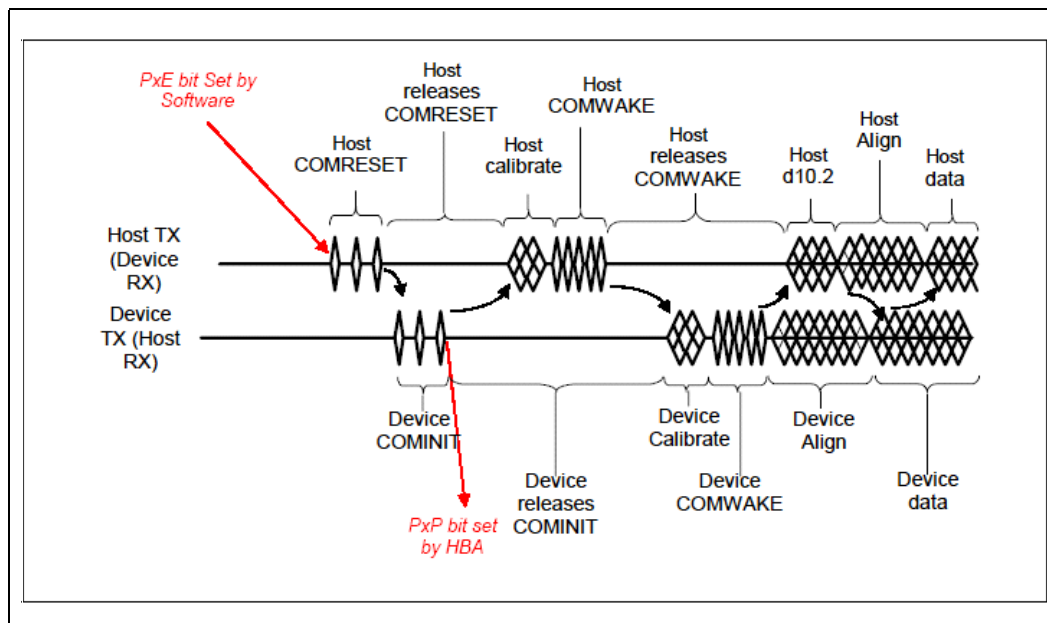 PxE bit Set by
Software
Host
COMRESET
Host
releases
COMRESET
Host
calibrate
Host
COMWAKE
Host
releases
COMWAKE
Host
d10.2
Host
Align
Host
data
Host TX
(Device
RX)
Device
TX (Host
RX)
Device
COMINIT
PxP bit set
by HBA
Device
releases
COMINIT
Device
Calibrate
Device
COMWAKE
Device
Align
Device
data